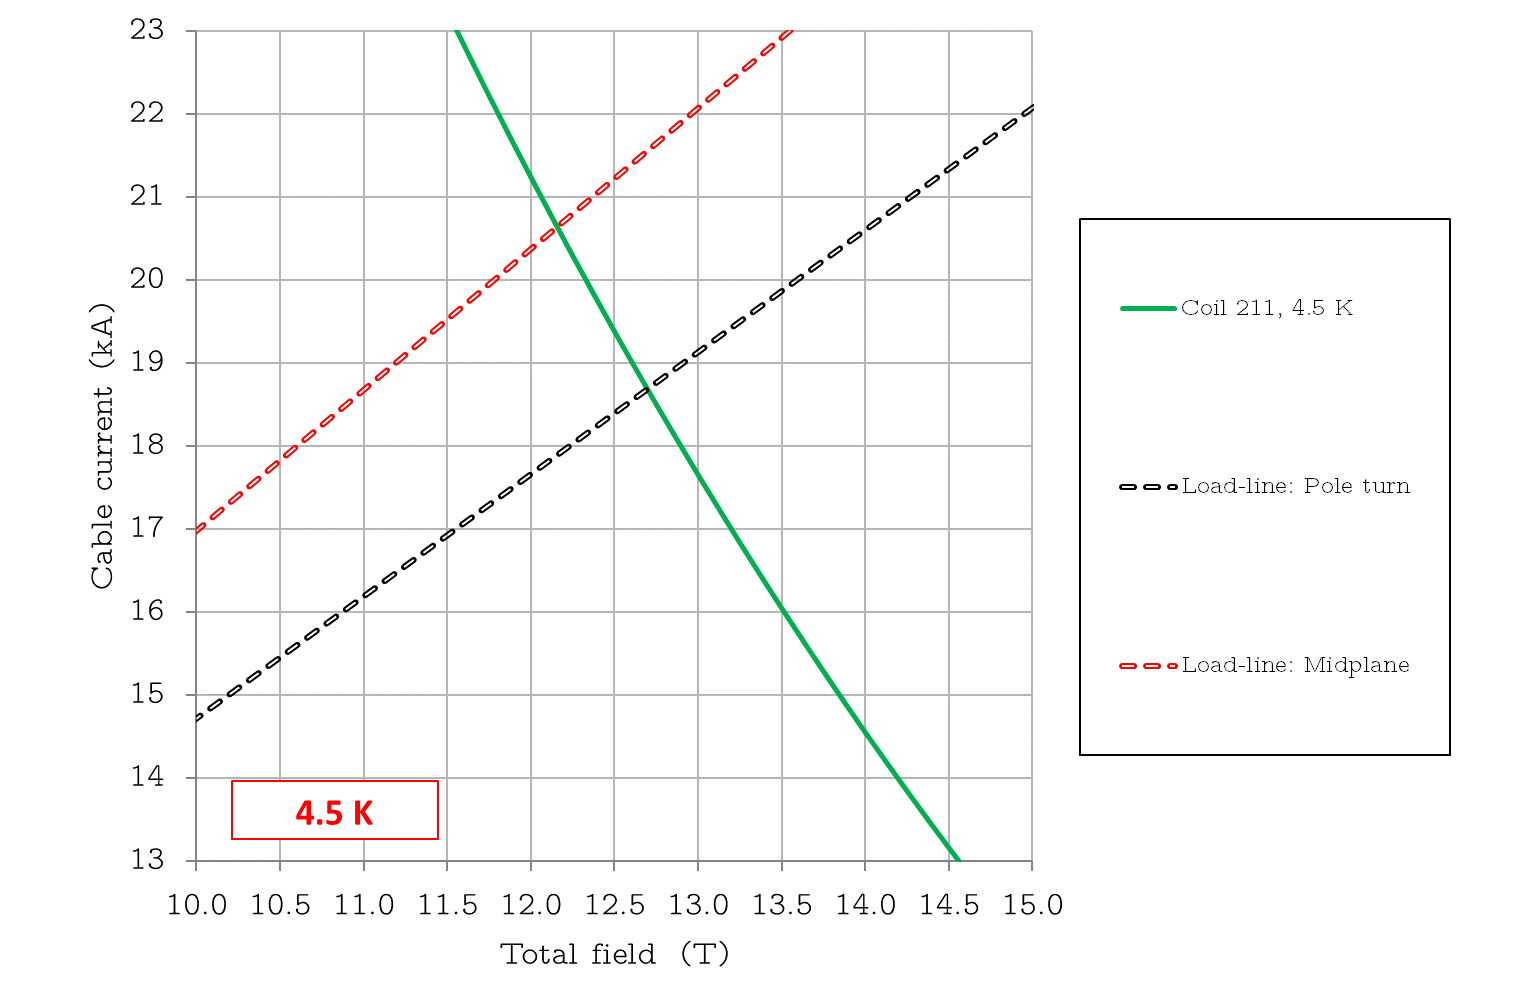 23
22
21
20
19
18
17
16
15
14
13
Cable current (kA)
4.5 K
10.0 10.5 11.0 11.5 12.0 12.5 13.0 13.5 14.0 14.5 15.0
Total field (T)
Coil 211, 4.5 K
Load-line: Pole turn
Load-line: Midplane